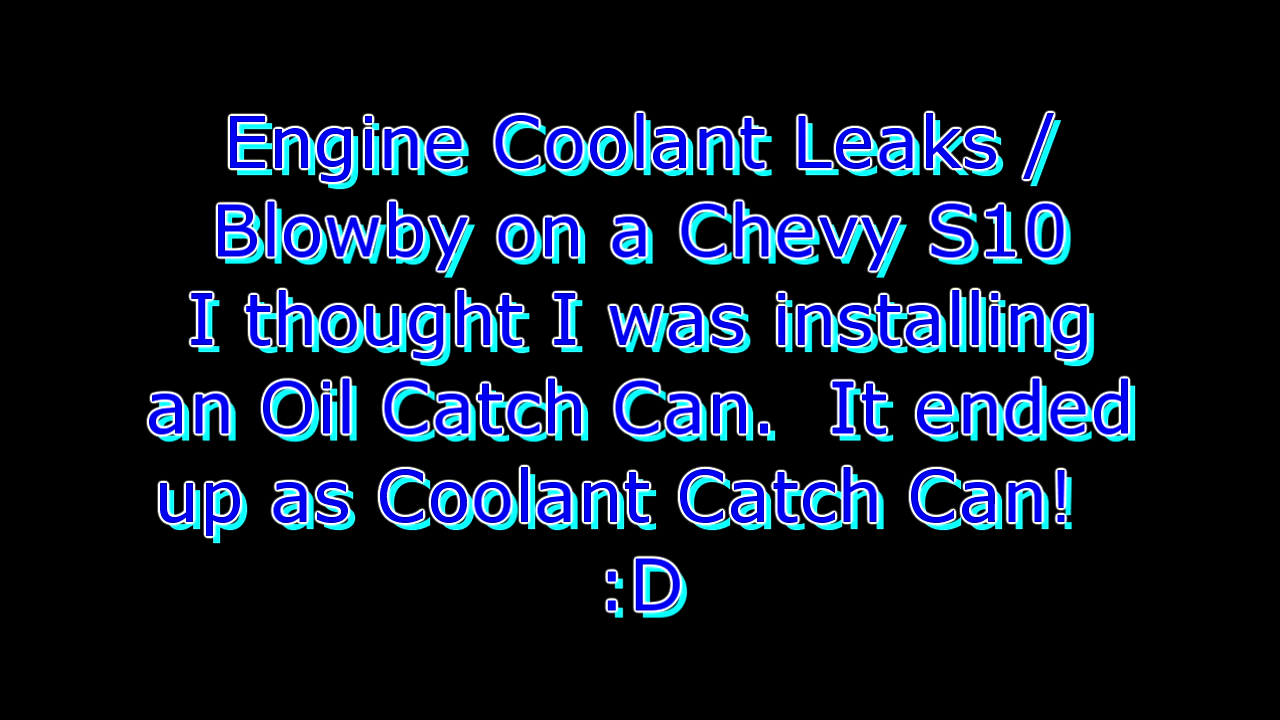 Engine Coolant Leaks /
Blowby on a Chevy S10
I thought I was installing
an Oil Catch Can.  It ended
up as Coolant Catch Can!
:D